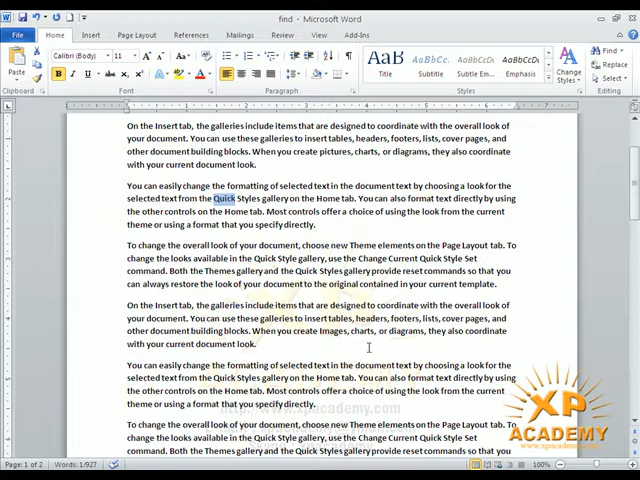 find - Microsoft Word
File Home Insert Page Layout References Mailings Review View Add-Ins
Paste
Calibri (Body) 11
AaB AaBbCc. AaBbCcDc AaBbCcDc
Title Subtitle Subtle Em... Emphasis
Change Styles
Find
Replace
Select
Clipboard Font Paragraph Styles Editing
On the Insert tab, the galleries include items that are designed to coordinate with the overall look of
your document. You can use these galleries to insert tables, headers, footers, lists, cover pages, and
other document building blocks. When you create pictures, charts, or diagrams, they also coordinate
with your current document look.
You can easily change the formatting of selected text in the document text by choosing a look for the
selected text from the Quick Styles gallery on the Home tab. You can also format text directly by using
the other controls on the Home tab. Most controls offer a choice of using the look from the current
theme or using a format that you specify directly.
To change the overall look of your document, choose new Theme elements on the Page Layout tab. To
change the looks available in the Quick Style gallery, use the Change Current Quick Style Set
command. Both the Themes gallery and the Quick Styles gallery provide reset commands so that you
can always restore the look of your document to the original contained in your current template.
On the Insert tab, the galleries include items that are designed to coordinate with the overall look of
your document. You can use these galleries to insert tables, headers, footers, lists, cover pages, and
other document building blocks. When you create Images, charts, or diagrams, they also coordinate
with your current document look.
You can easily change the formatting of selected text in the document text by choosing a look for the
selected text from the Quick Styles gallery on the Home tab. You can also format text directly by using
the other controls on the Home tab. Most controls offer a choice of using the look from the current
theme or using a format that you specify directly.
http://www.xpacademy.com
To change the overall look of your document, choose new Theme elements on the Page Layout tab. To
change the looks available in the Quick Style gallery, use the Change Current Quick Style Set
command. Both the Themes gallery and the Quick Styles gallery provide reset commands so that you
XP
ACADEMY
www.xpacademy.com
Page: 1 of 2 Words: 1,927 100%